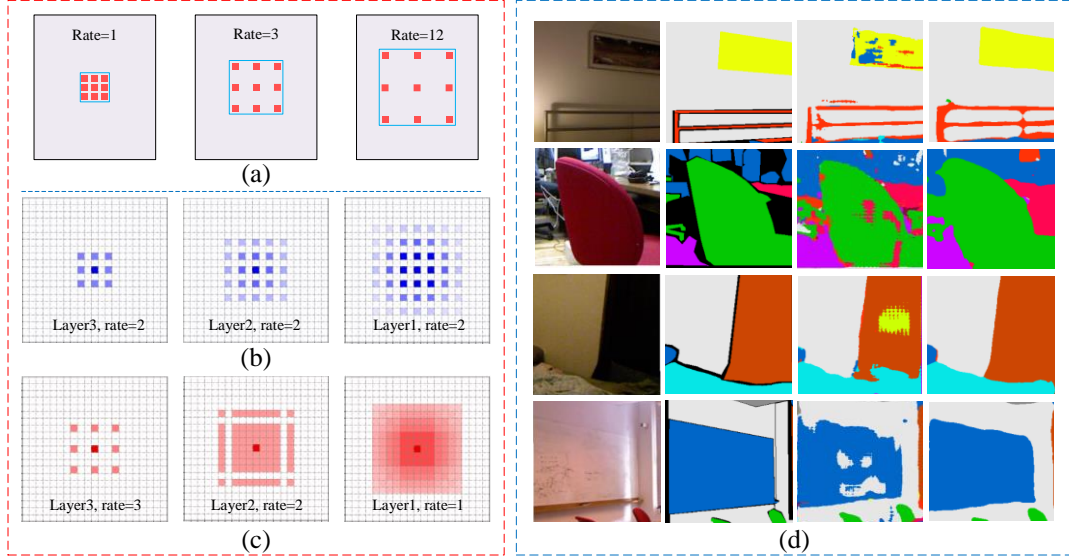 Rate=1 Rate=3 Rate=12
(a)
Layer3, rate=2 Layer2, rate=2 Layer1, rate=2
(b)
Layer3, rate=3 Layer2, rate=2 Layer1, rate=1
(c) (d)